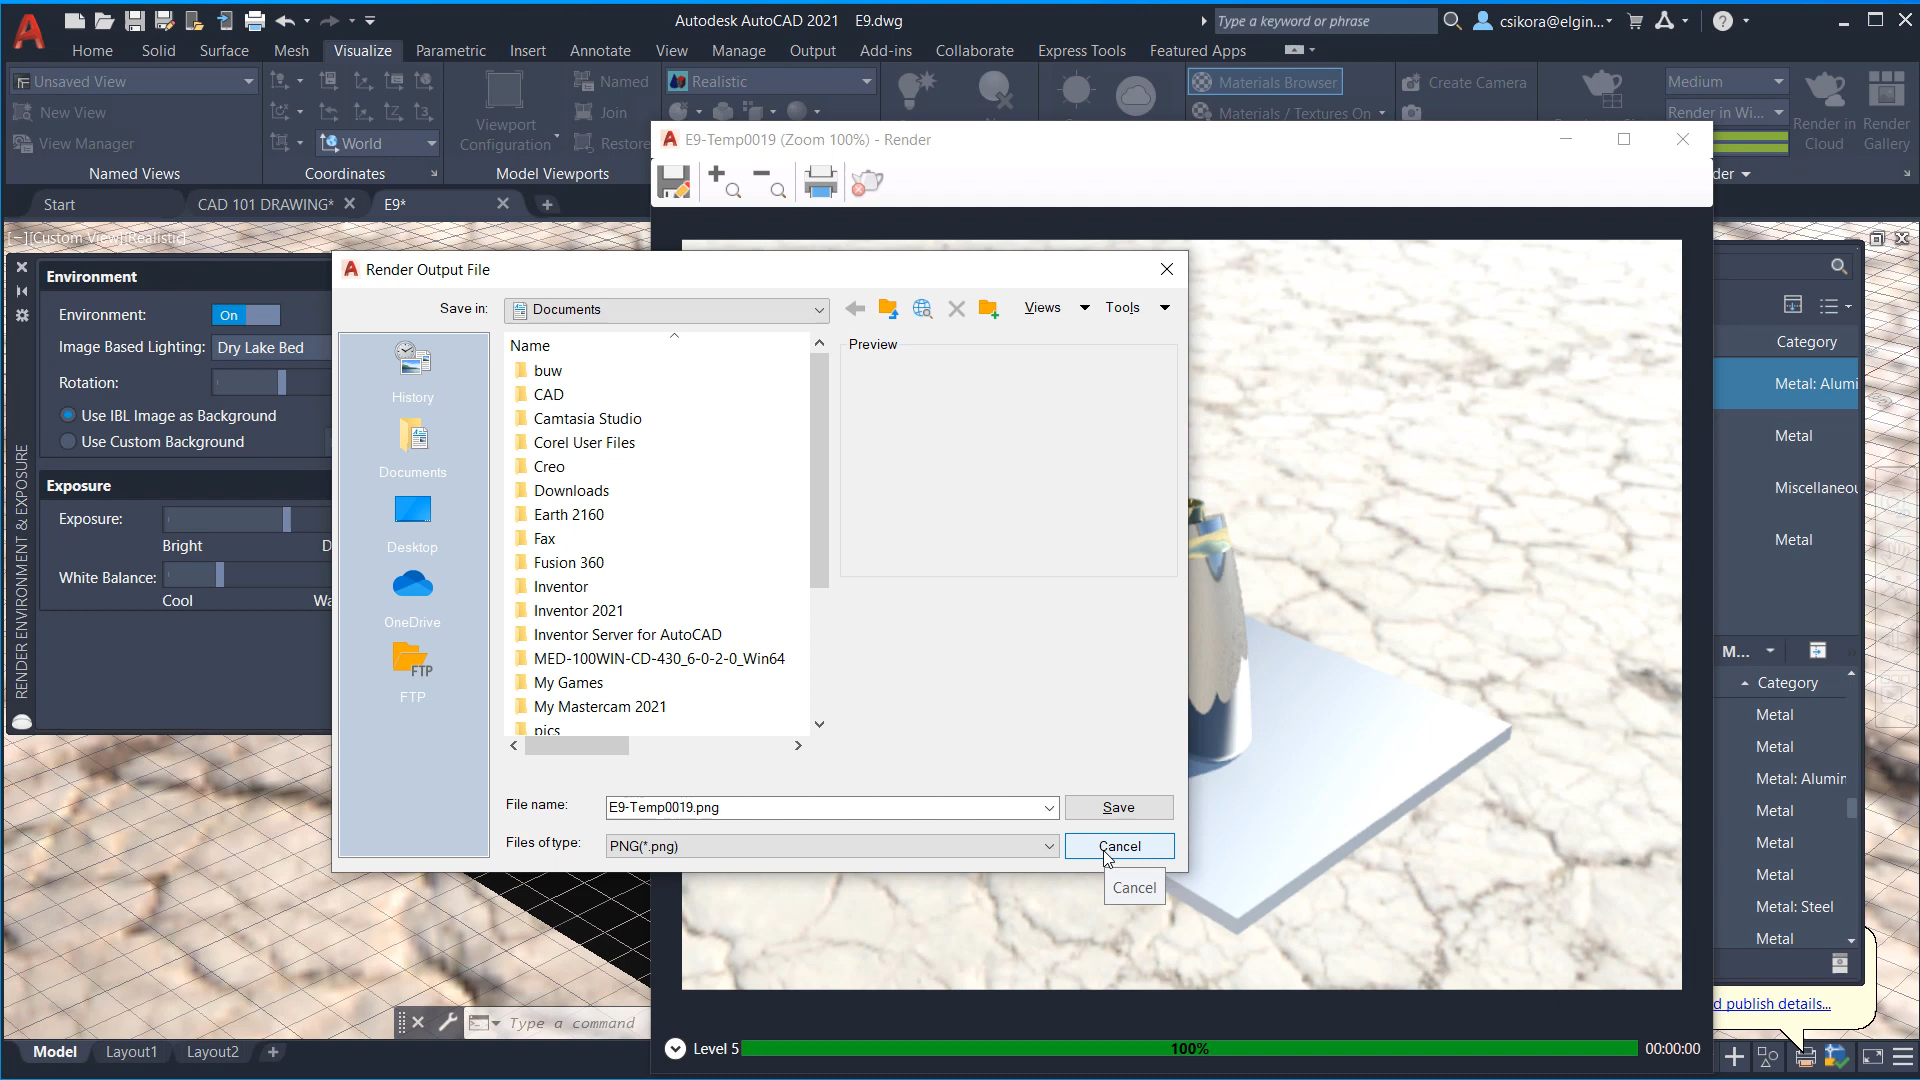 Autodesk AutoCAD 2021 E9.dwg
Type a keyword or phrase
csikora@elgin...
Home Solid Surface Mesh Visualize Parametric Insert Annotate View Manage Output Add-ins Collaborate Express Tools Featured Apps
Unsaved View
New View
View Manager
Named Views
World
Coordinates
Viewport
Configuration
Named
Join
Restore
Model Viewports
Realistic
Materials Browser
Materials / Textures On
Create Camera
Medium
Render in Wi...
Render in
Cloud
Render
Gallery
der
Start
CAD 101 DRAWING*
E9*
[−][Custom View][Realistic]
E9-Temp0019 (Zoom 100%) - Render
Environment
Environment: On
Image Based Lighting: Dry Lake Bed
Rotation:
Use IBL Image as Background
Use Custom Background
Exposure
Exposure:
Bright D
White Balance:
Cool Wa
RENDER ENVIRONMENT & EXPOSURE
Render Output File
Save in: Documents
Views Tools
History
Documents
Desktop
OneDrive
FTP
FTP
Name
buw
CAD
Camtasia Studio
Corel User Files
Creo
Downloads
Earth 2160
Fax
Fusion 360
Inventor
Inventor 2021
Inventor Server for AutoCAD
MED-100WIN-CD-430_6-0-2-0_Win64
My Games
My Mastercam 2021
pics
Preview
File name: E9-Temp0019.png
Save
Files of type: PNG(*.png)
Cancel
Cancel
Category
Metal: Alumi
Metal
Miscellaneou
Metal
M...
Category
Metal
Metal
Metal: Alumin
Metal
Metal
Metal
Metal: Steel
Metal
d publish details...
Type a command
Model Layout1 Layout2
Level 5
100%
00:00:00